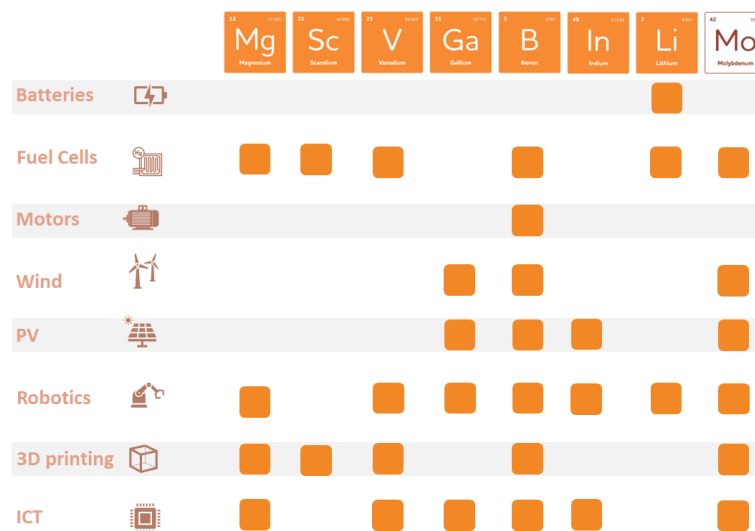 12
Mg
Magnesium
21
Sc
Scandium
23
V
Vanadium
31
Ga
Gallium
5
B
Boron
In
Indium
3
Li
Lithium
42
Mo
Molybdenum
Batteries
Fuel Cells
Motors
Wind
PV
Robotics
3D printing
ICT